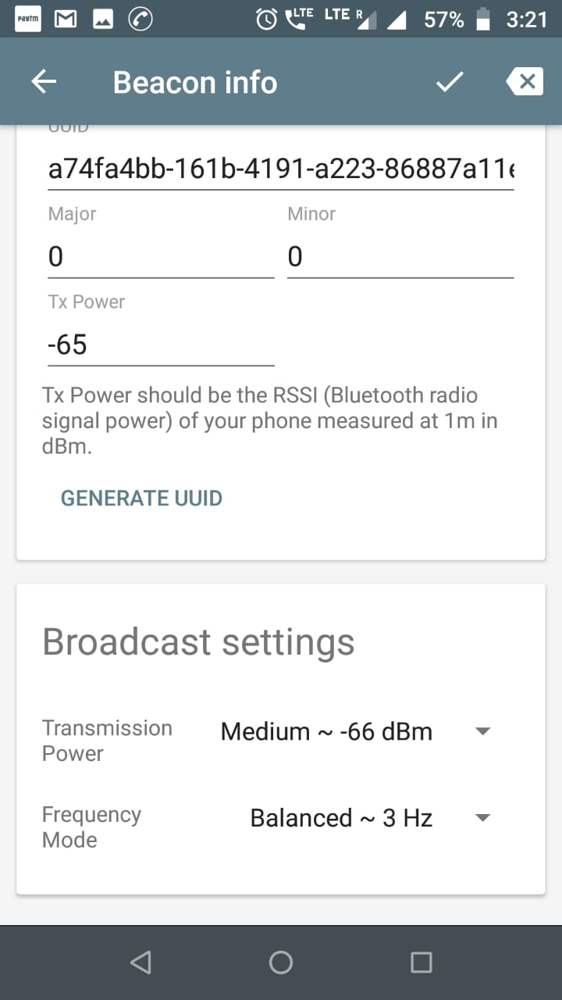 Paytm LTE LTE R 57% 3:21
Beacon info
UUID
a74fa4bb-161b-4191-a223-86887a11
Major Minor
0 0
Tx Power
-65
Tx Power should be the RSSI (Bluetooth radio
signal power) of your phone measured at 1m in
dBm.
GENERATE UUID
Broadcast settings
Transmission
Power
Medium ~ -66 dBm
Frequency
Mode
Balanced ~ 3 Hz